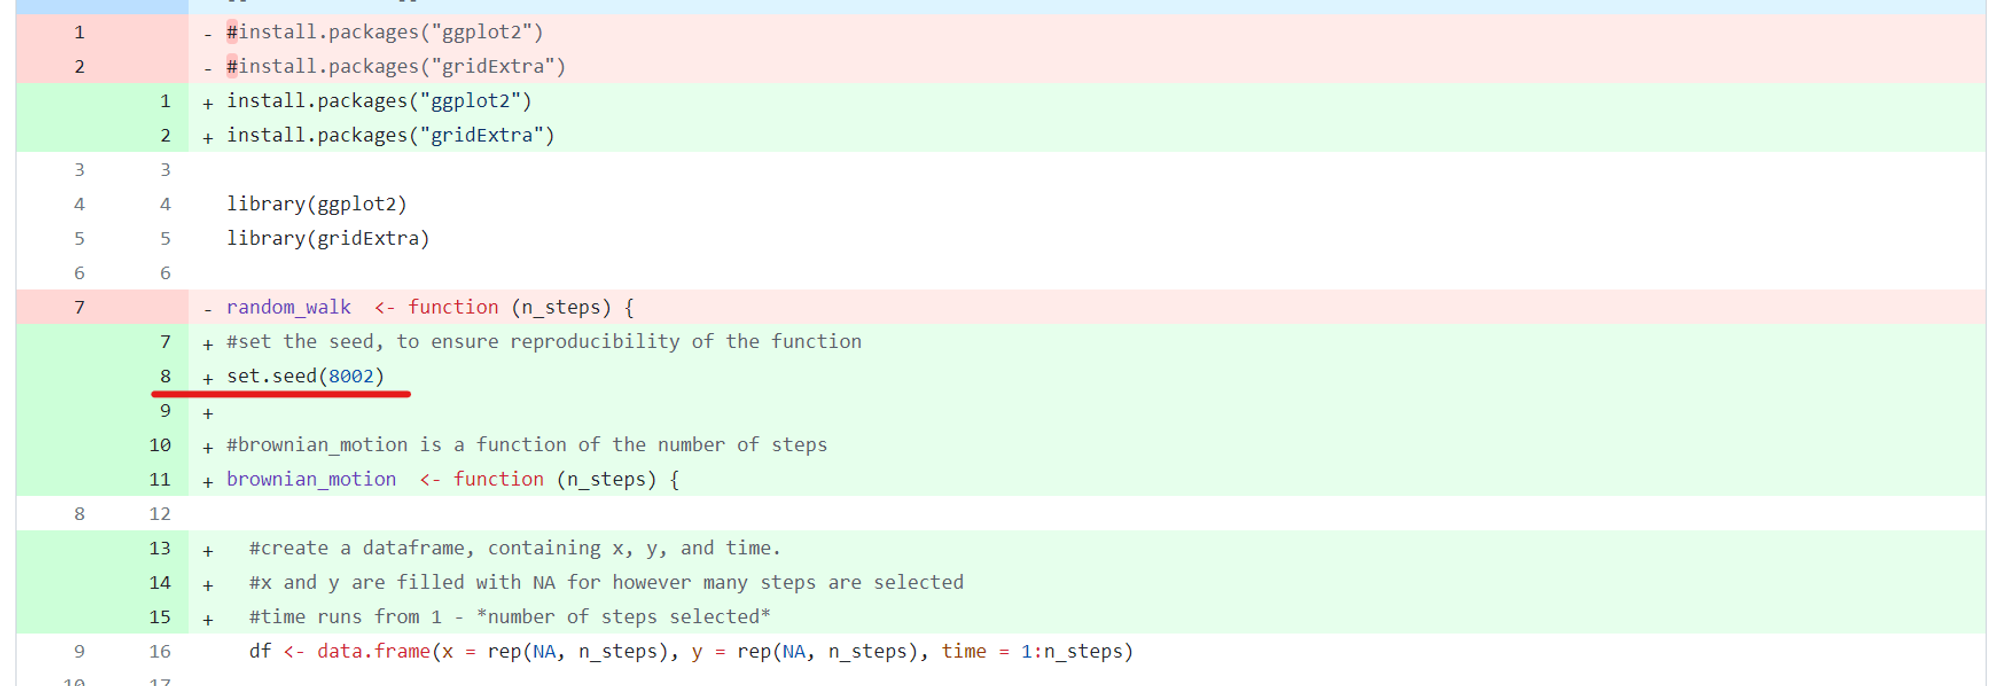 1 - #install.packages("ggplot2")
2 - #install.packages("gridExtra")
1 + install.packages("ggplot2")
2 + install.packages("gridExtra")
3 3
4 4 library(ggplot2)
5 5 library(gridExtra)
6 6
7 - random_walk  <- function (n_steps) {
7 + #set the seed, to ensure reproducibility of the function
8 + set.seed(8002)
9 +
10 + #brownian_motion is a function of the number of steps
11 + brownian_motion  <- function (n_steps) {
8 12
13 + #create a dataframe, containing x, y, and time.
14 + #x and y are filled with NA for however many steps are selected
15 + #time runs from 1 - *number of steps selected*
9 16 df <- data.frame(x = rep(NA, n_steps), y = rep(NA, n_steps), time = 1:n_steps)
10 17